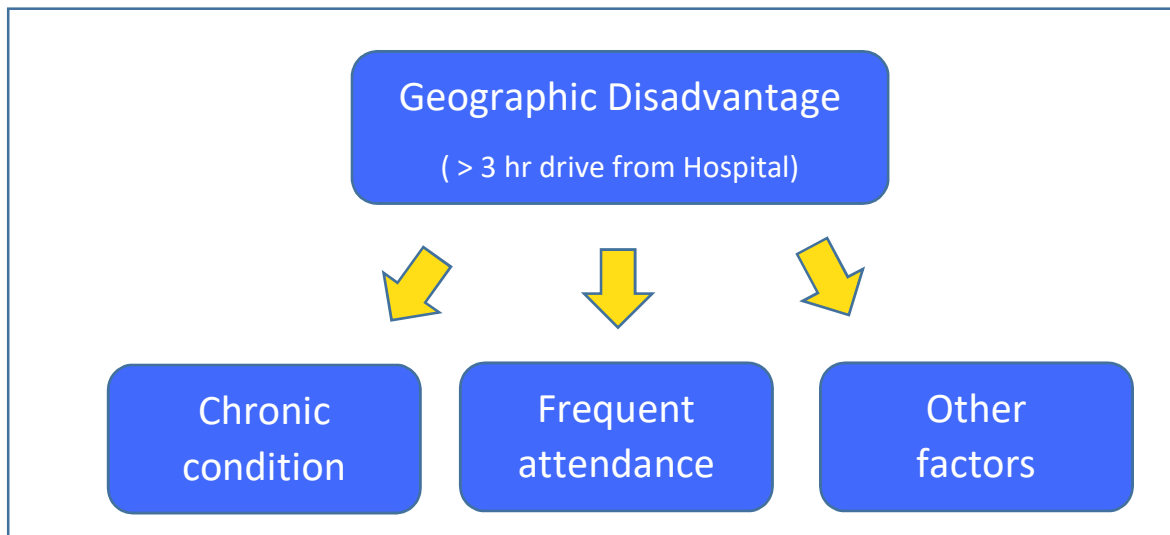 Geographic Disadvantage
( > 3 hr drive from Hospital)
Chronic
condition
Frequent
attendance
Other
factors